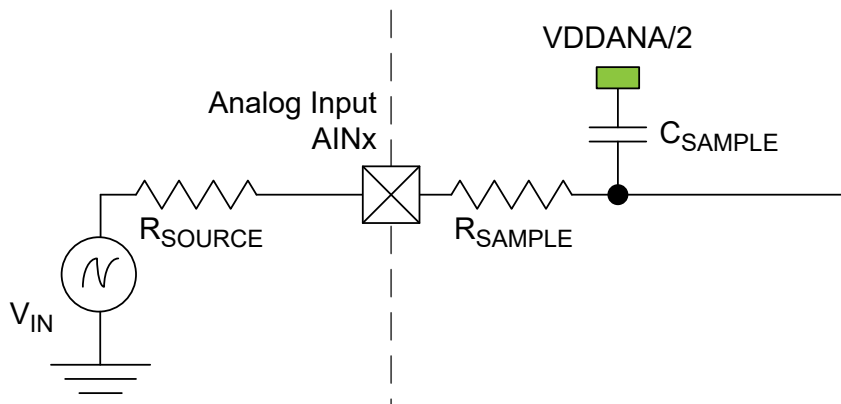 VDDANA/2
Analog Input
AINx
CSAMPLE
RSOURCE
RSAMPLE
VIN